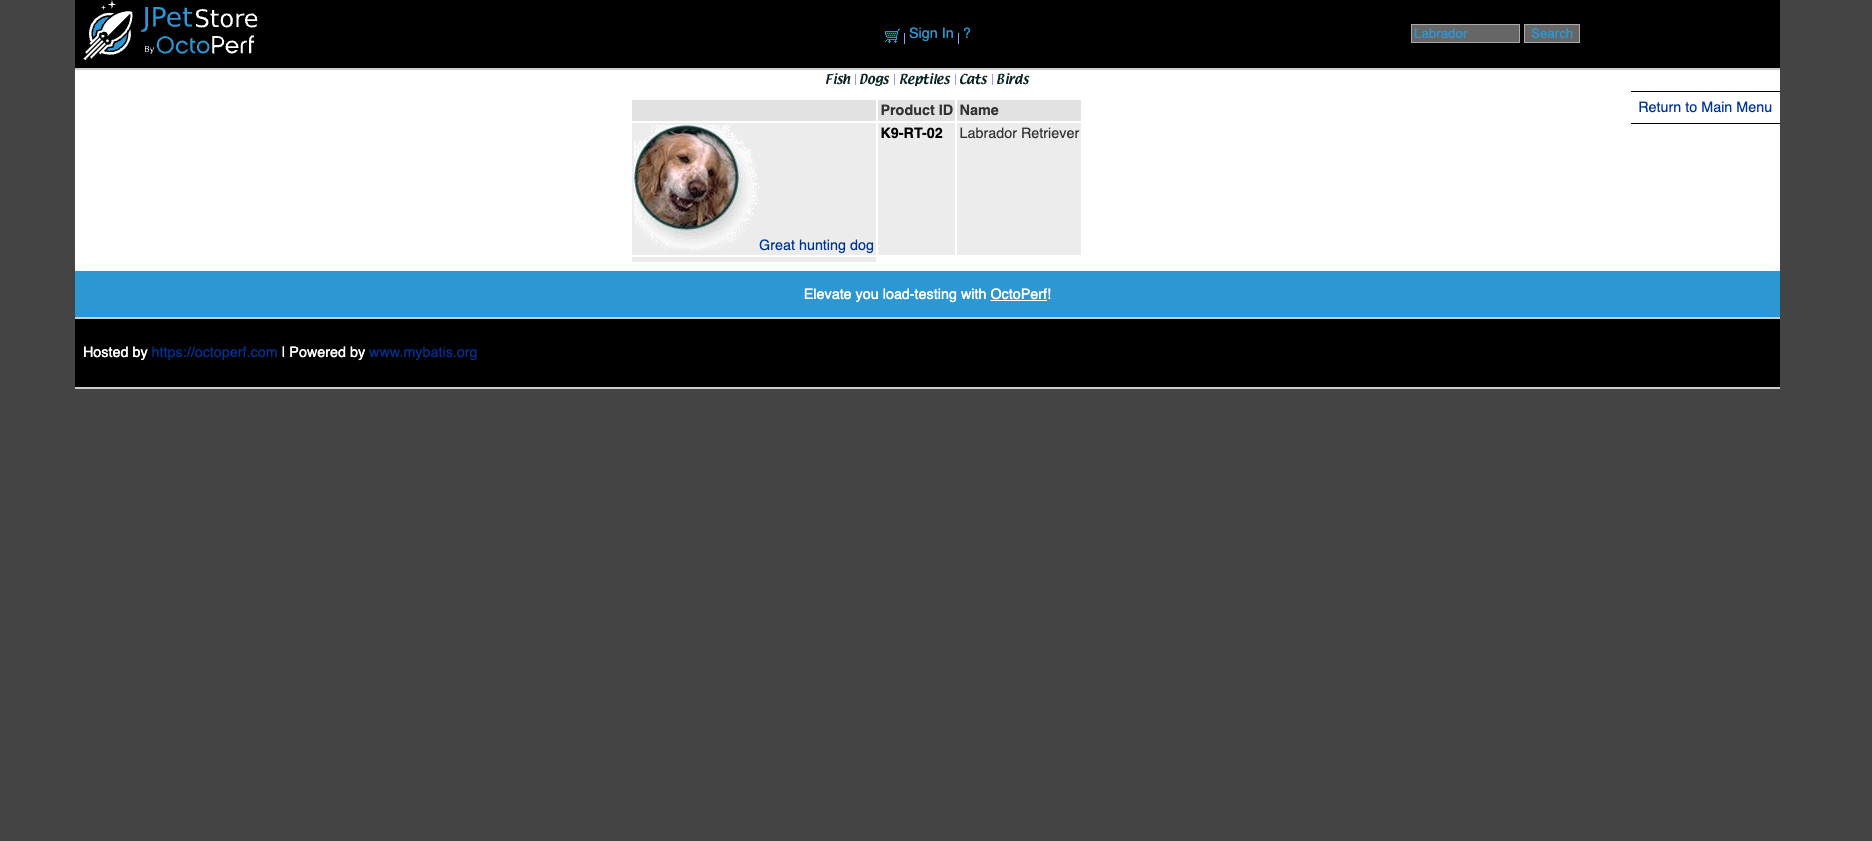 JPetStore
By OctoPerf
Sign In
?
Labrador
Search
Fish | Dogs | Reptiles | Cats | Birds
Return to Main Menu
Product ID Name
K9-RT-02 Labrador Retriever
Great hunting dog
Elevate you load-testing with OctoPerf!
Hosted by https://octoperf.com | Powered by www.mybatis.org